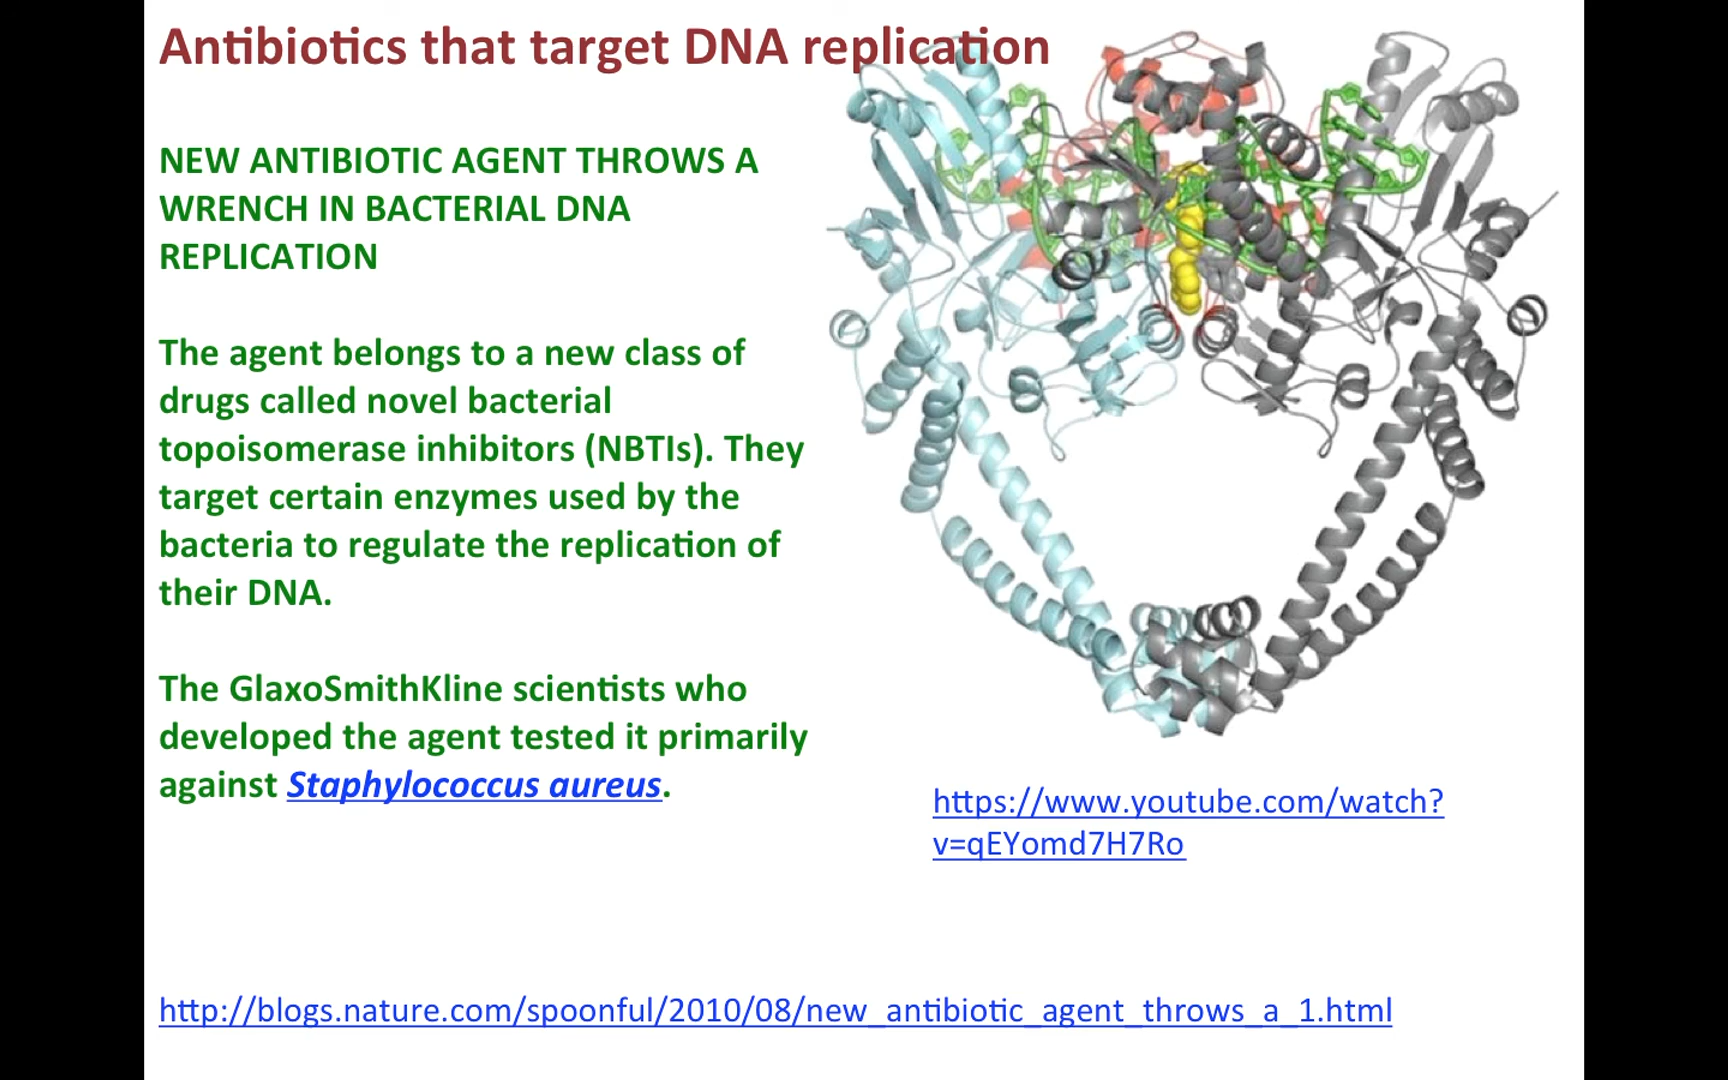 Antibiotics that target DNA replication
NEW ANTIBIOTIC AGENT THROWS A
WRENCH IN BACTERIAL DNA
REPLICATION
The agent belongs to a new class of
drugs called novel bacterial
topoisomerase inhibitors (NBTIs). They
target certain enzymes used by the
bacteria to regulate the replication of
their DNA.
The GlaxoSmithKline scientists who
developed the agent tested it primarily
against Staphylococcus aureus.
https://www.youtube.com/watch?
v=qEYomd7H7Ro
http://blogs.nature.com/spoonful/2010/08/new_antibiotic_agent_throws_a_1.html